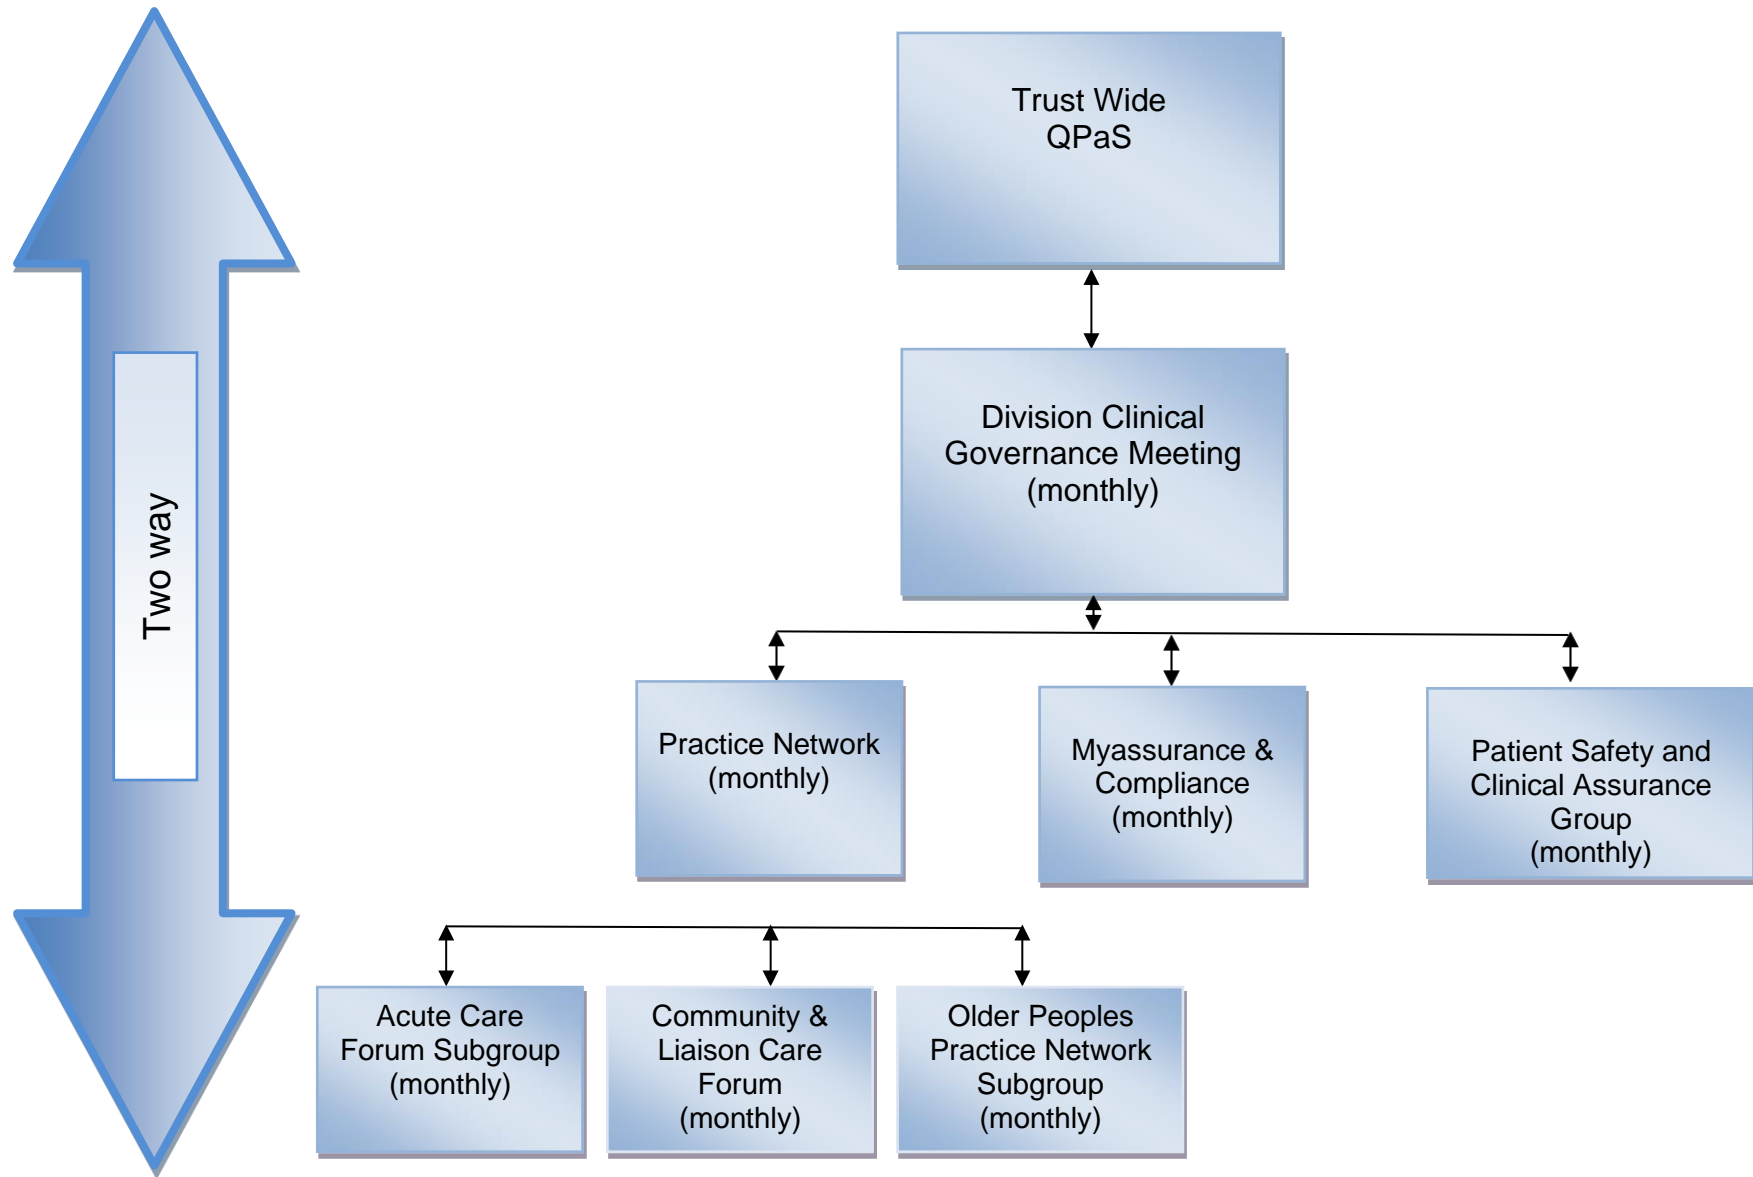 Trust Wide
QPaS
Two way
Division Clinical
Governance Meeting
(monthly)
Practice Network
(monthly)
Myassurance &
Compliance
(monthly)
Patient Safety and
Clinical Assurance
Group
(monthly)
Acute Care
Forum Subgroup
(monthly)
Community &
Liaison Care
Forum
(monthly)
Older Peoples
Practice Network
Subgroup
(monthly)